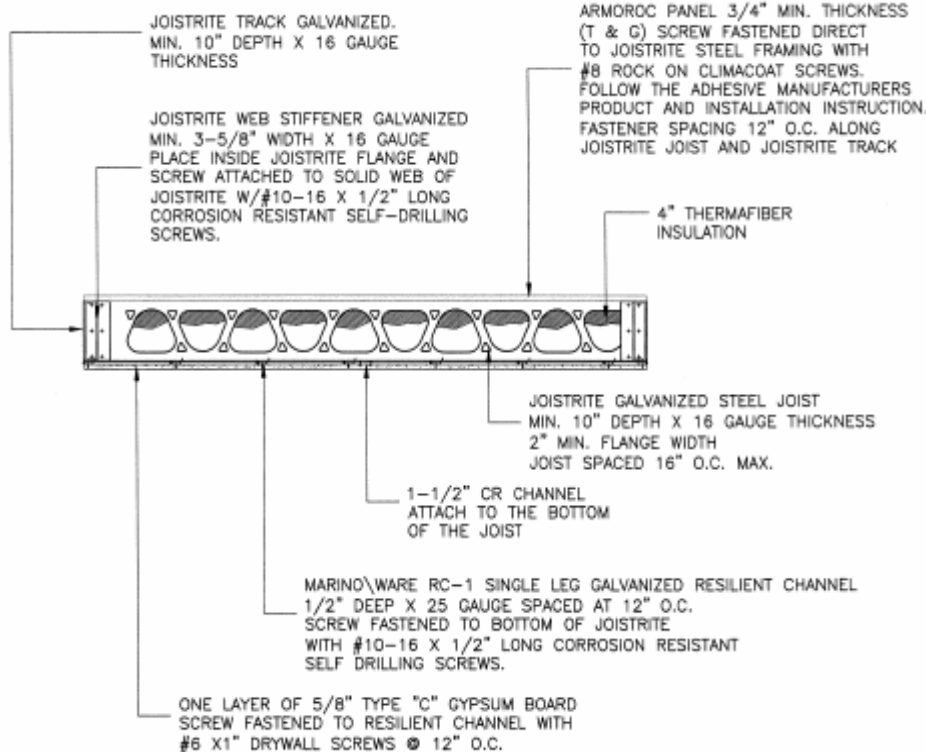 JOISTRITE TRACK GALVANIZED.
MIN. 10" DEPTH X 16 GAUGE
THICKNESS
ARMOROC PANEL 3/4" MIN. THICKNESS
(T & G) SCREW FASTENED DIRECT
TO JOISTRITE STEEL FRAMING WITH
#8 ROCK ON CLIMACOAT SCREWS.
FOLLOW THE ADHESIVE MANUFACTURERS
PRODUCT AND INSTALLATION INSTRUCTION.
FASTENER SPACING 12" O.C. ALONG
JOISTRITE JOIST AND JOISTRITE TRACK
JOISTRITE WEB STIFFENER GALVANIZED
MIN. 3-5/8" WIDTH X 16 GAUGE
PLACE INSIDE JOISTRITE FLANGE AND
SCREW ATTACHED TO SOLID WEB OF
JOISTRITE W/#10-16 X 1/2" LONG
CORROSION RESISTANT SELF-DRILLING
SCREWS.
4" THERMAFIBER
INSULATION
JOISTRITE GALVANIZED STEEL JOIST
MIN. 10" DEPTH X 16 GAUGE THICKNESS
2" MIN. FLANGE WIDTH
JOIST SPACED 16" O.C. MAX.
1-1/2" CR CHANNEL
ATTACH TO THE BOTTOM
OF THE JOIST
MARINO\WARE RC-1 SINGLE LEG GALVANIZED RESILIENT CHANNEL
1/2" DEEP X 25 GAUGE SPACED AT 12" O.C.
SCREW FASTENED TO BOTTOM OF JOISTRITE
WITH #10-16 X 1/2" LONG CORROSION RESISTANT
SELF DRILLING SCREWS.
ONE LAYER OF 5/8" TYPE "C" GYPSUM BOARD
SCREW FASTENED TO RESILIENT CHANNEL WITH
#6 X1" DRYWALL SCREWS @ 12" O.C.